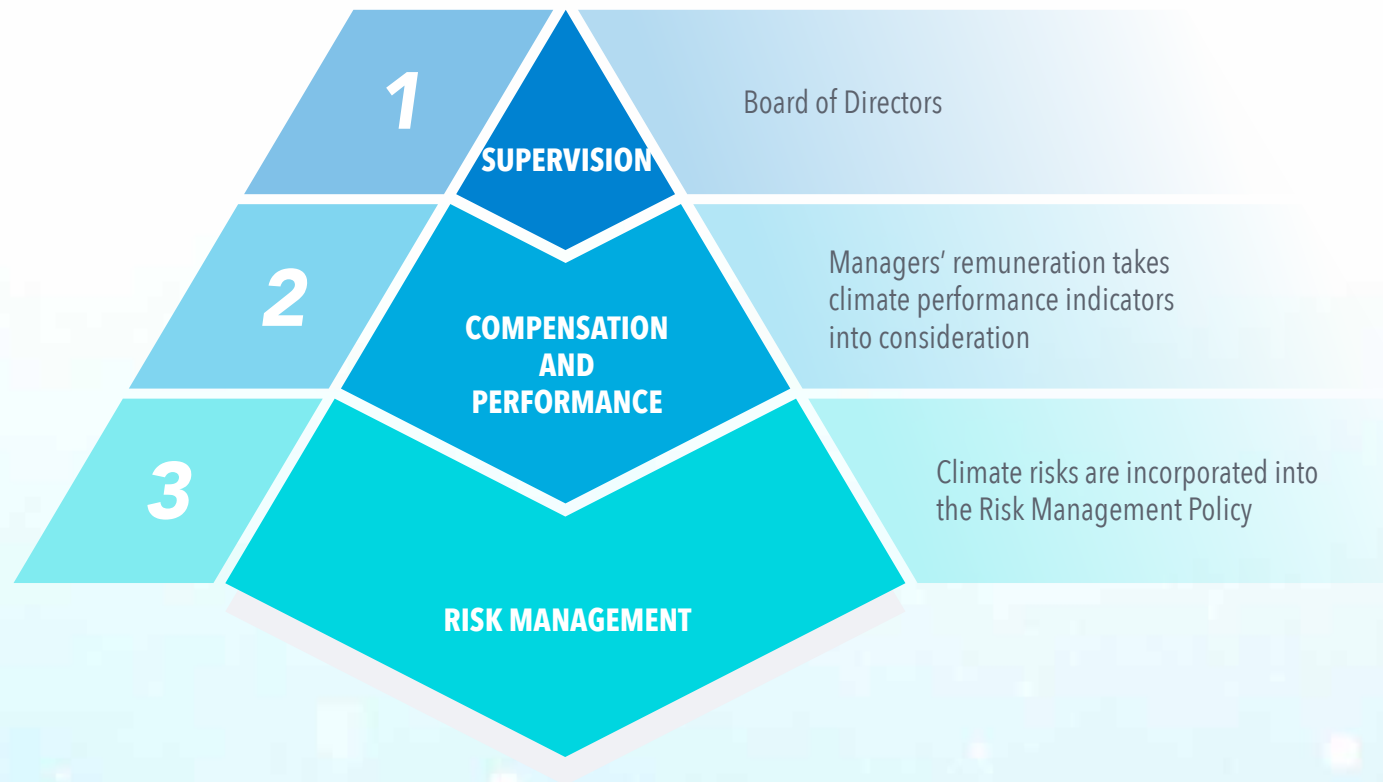 1
SUPERVISION
Board of Directors
2
COMPENSATION
AND
PERFORMANCE
Managers’ remuneration takes
climate performance indicators
into consideration
3
RISK MANAGEMENT
Climate risks are incorporated into
the Risk Management Policy